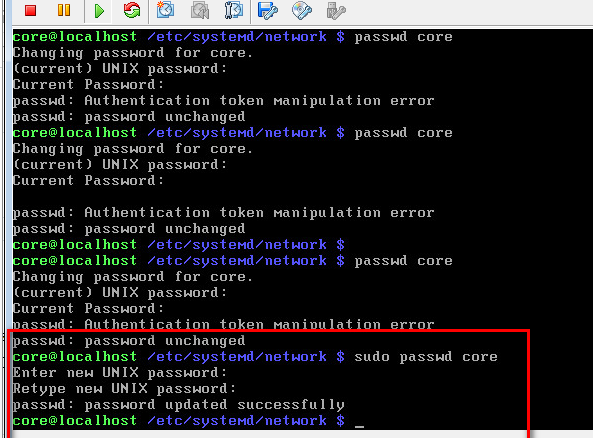 core@localhost /etc/systemd/network $ passwd core
Changing password for core.
(current) UNIX password:
Current Password:
passwd: Authentication token manipulation error
passwd: password unchanged
core@localhost /etc/systemd/network $ passwd core
Changing password for core.
(current) UNIX password:
Current Password:
passwd: Authentication token manipulation error
passwd: password unchanged
core@localhost /etc/systemd/network $
core@localhost /etc/systemd/network $ passwd core
Changing password for core.
(current) UNIX password:
Current Password:
passwd: Authentication token manipulation error
passwd: password unchanged
core@localhost /etc/systemd/network $ sudo passwd core
Enter new UNIX password:
Retype new UNIX password:
passwd: password updated successfully
core@localhost /etc/systemd/network $ _